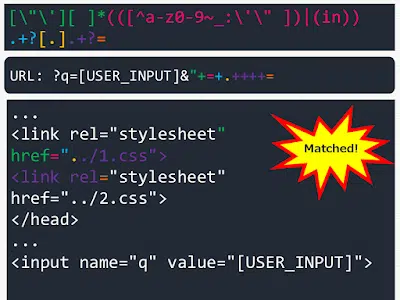 [\"\'][ ]*(([^a-z0-9~_:\'\" ])|(in))
.+?[.].+?=
URL: ?q=[USER_INPUT]&"+=+.++++=
...
<link rel="stylesheet"
href="../1.css">
<link rel="stylesheet"
href="../2.css">
</head>
...
<input name="q" value="[USER_INPUT]">
Matched!